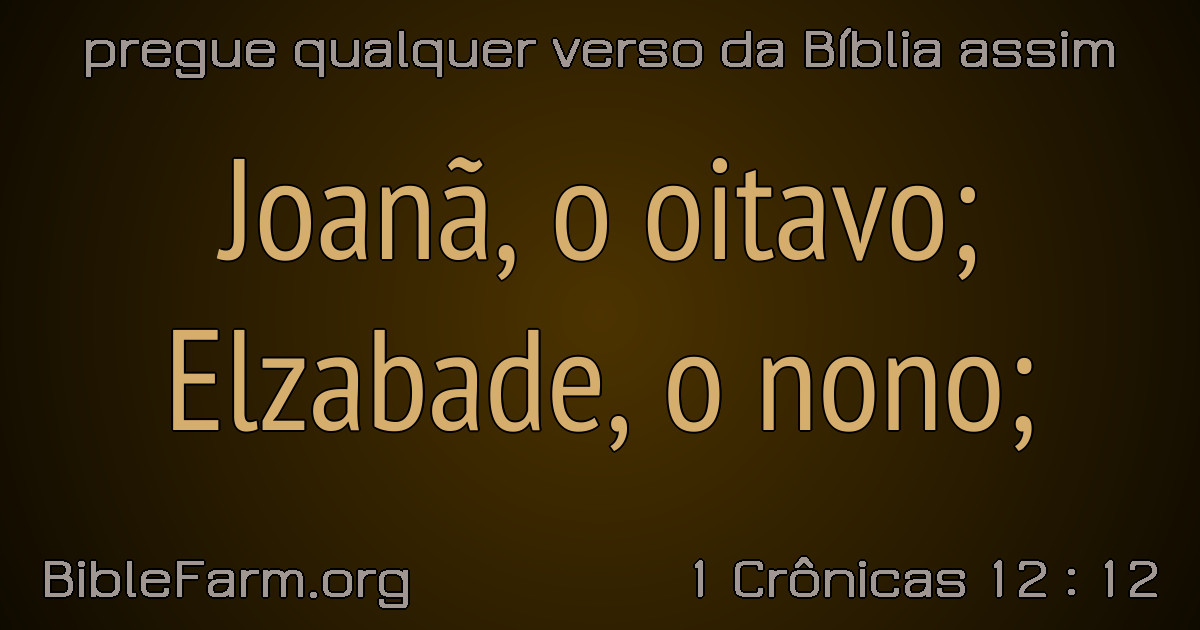 pregue qualquer verso da Bíblia assim
Joanã, o oitavo;
Elzabade, o nono;
BibleFarm.org
1 Crônicas 12 : 12